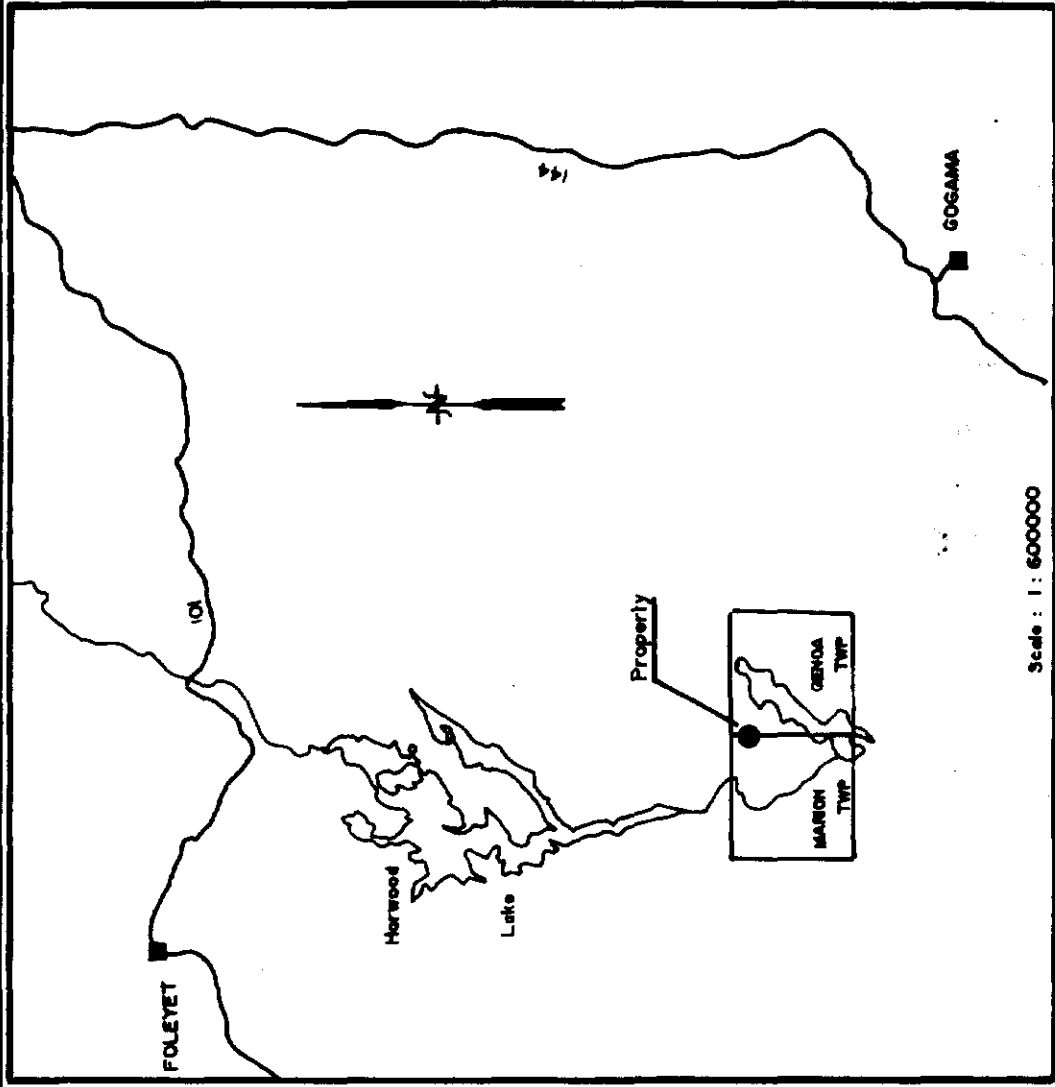 144
101
FOLEYET
N
GOGAMA
Horwood
Lake
Property
MARION
TWP
GENOA
TWP
Scale : 1 : 600000